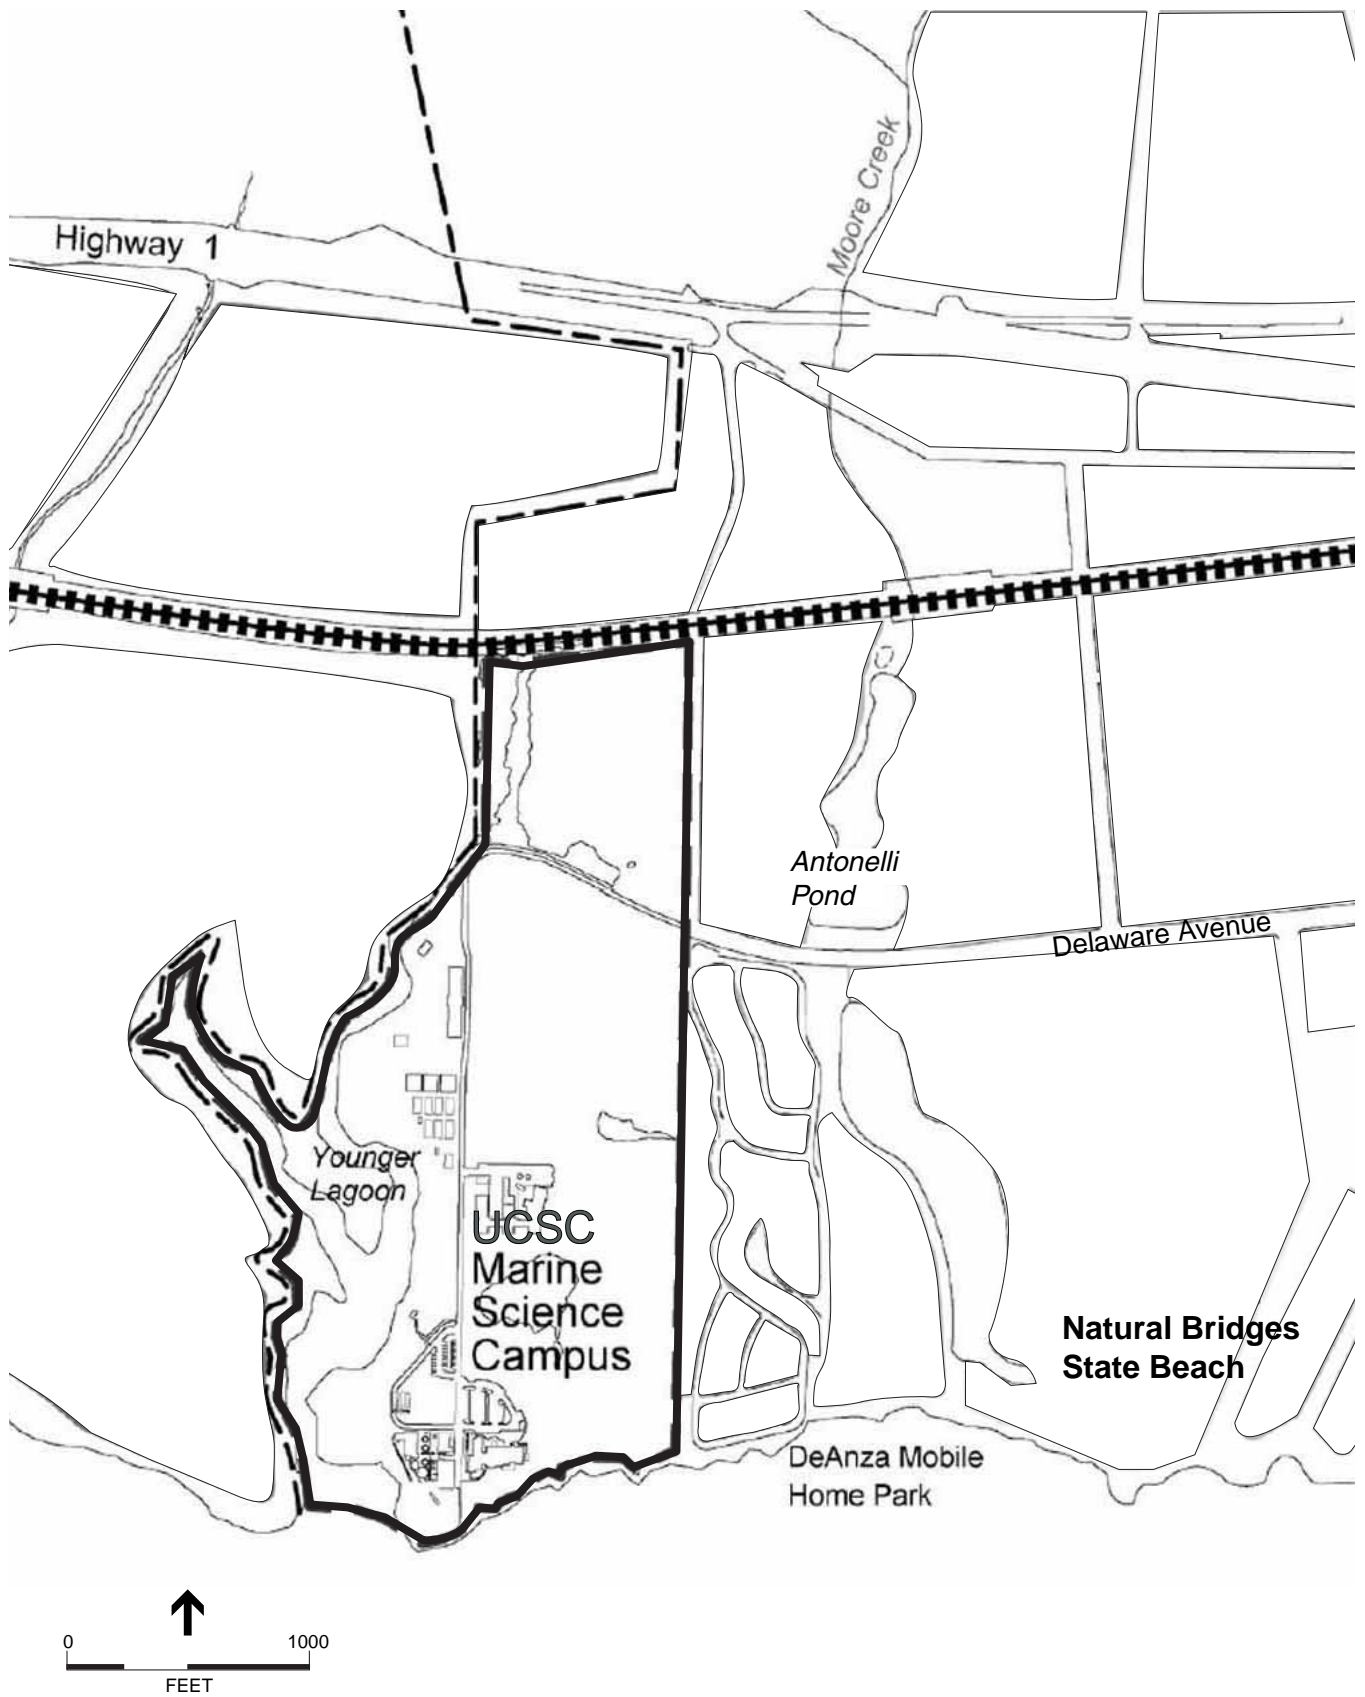 Moore Creek
Highway 1
Antonelli
Pond
Delaware Avenue
Younger
Lagoon
UCSC
Marine
Science
Campus
Natural Bridges
State Beach
DeAnza Mobile
Home Park
0 1000
FEET